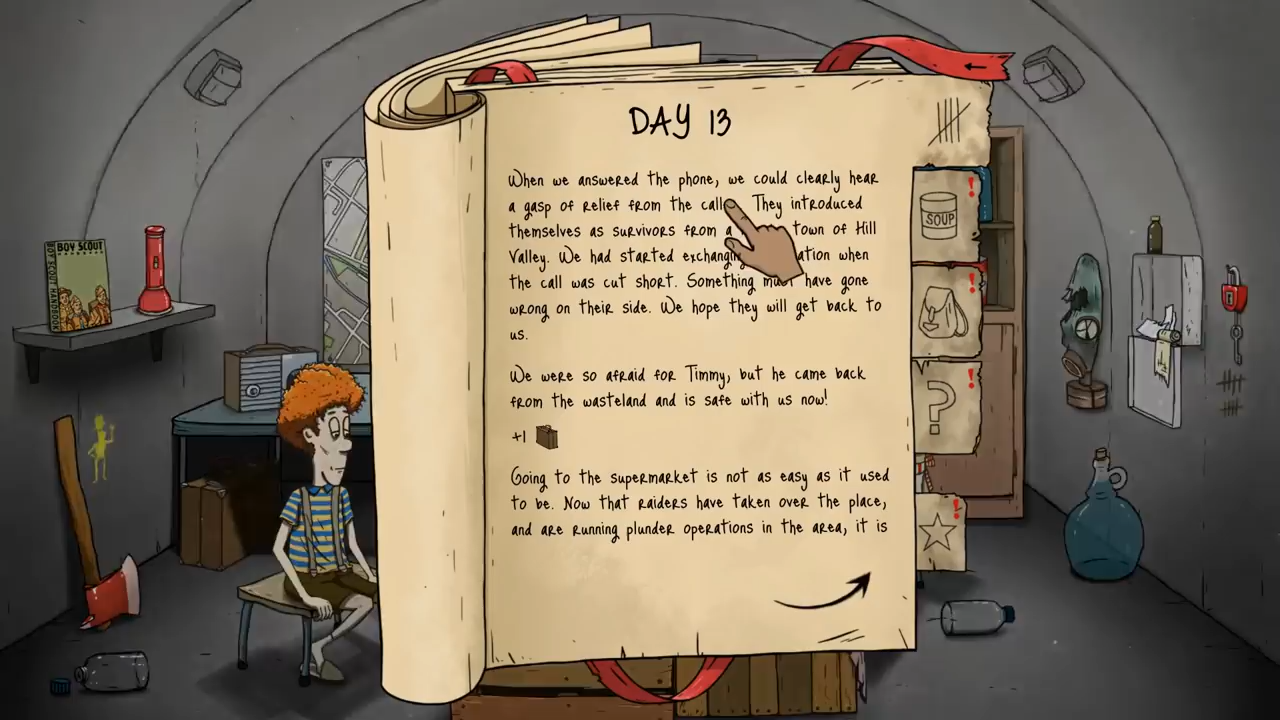 DAY 13
When we answered the phone, we could clearly hear
a gasp of relief from the call They introduced
themselves as survivors from a town of Hill
Valley. We had started when
the call was cut short. Something have gone
wrong on their side. We hope they will get back to
us.
We were so afraid for Timmy, but he came back
from the wasteland and is safe with us now!
+1
Going to the supermarket is not as easy as it used
to be. Now that raiders have taken over the place,
and are running plunder operations in the area, it is
SOUP
!
!
!
!
BOY SCOUT
BOY SCOUT HANDBOOK